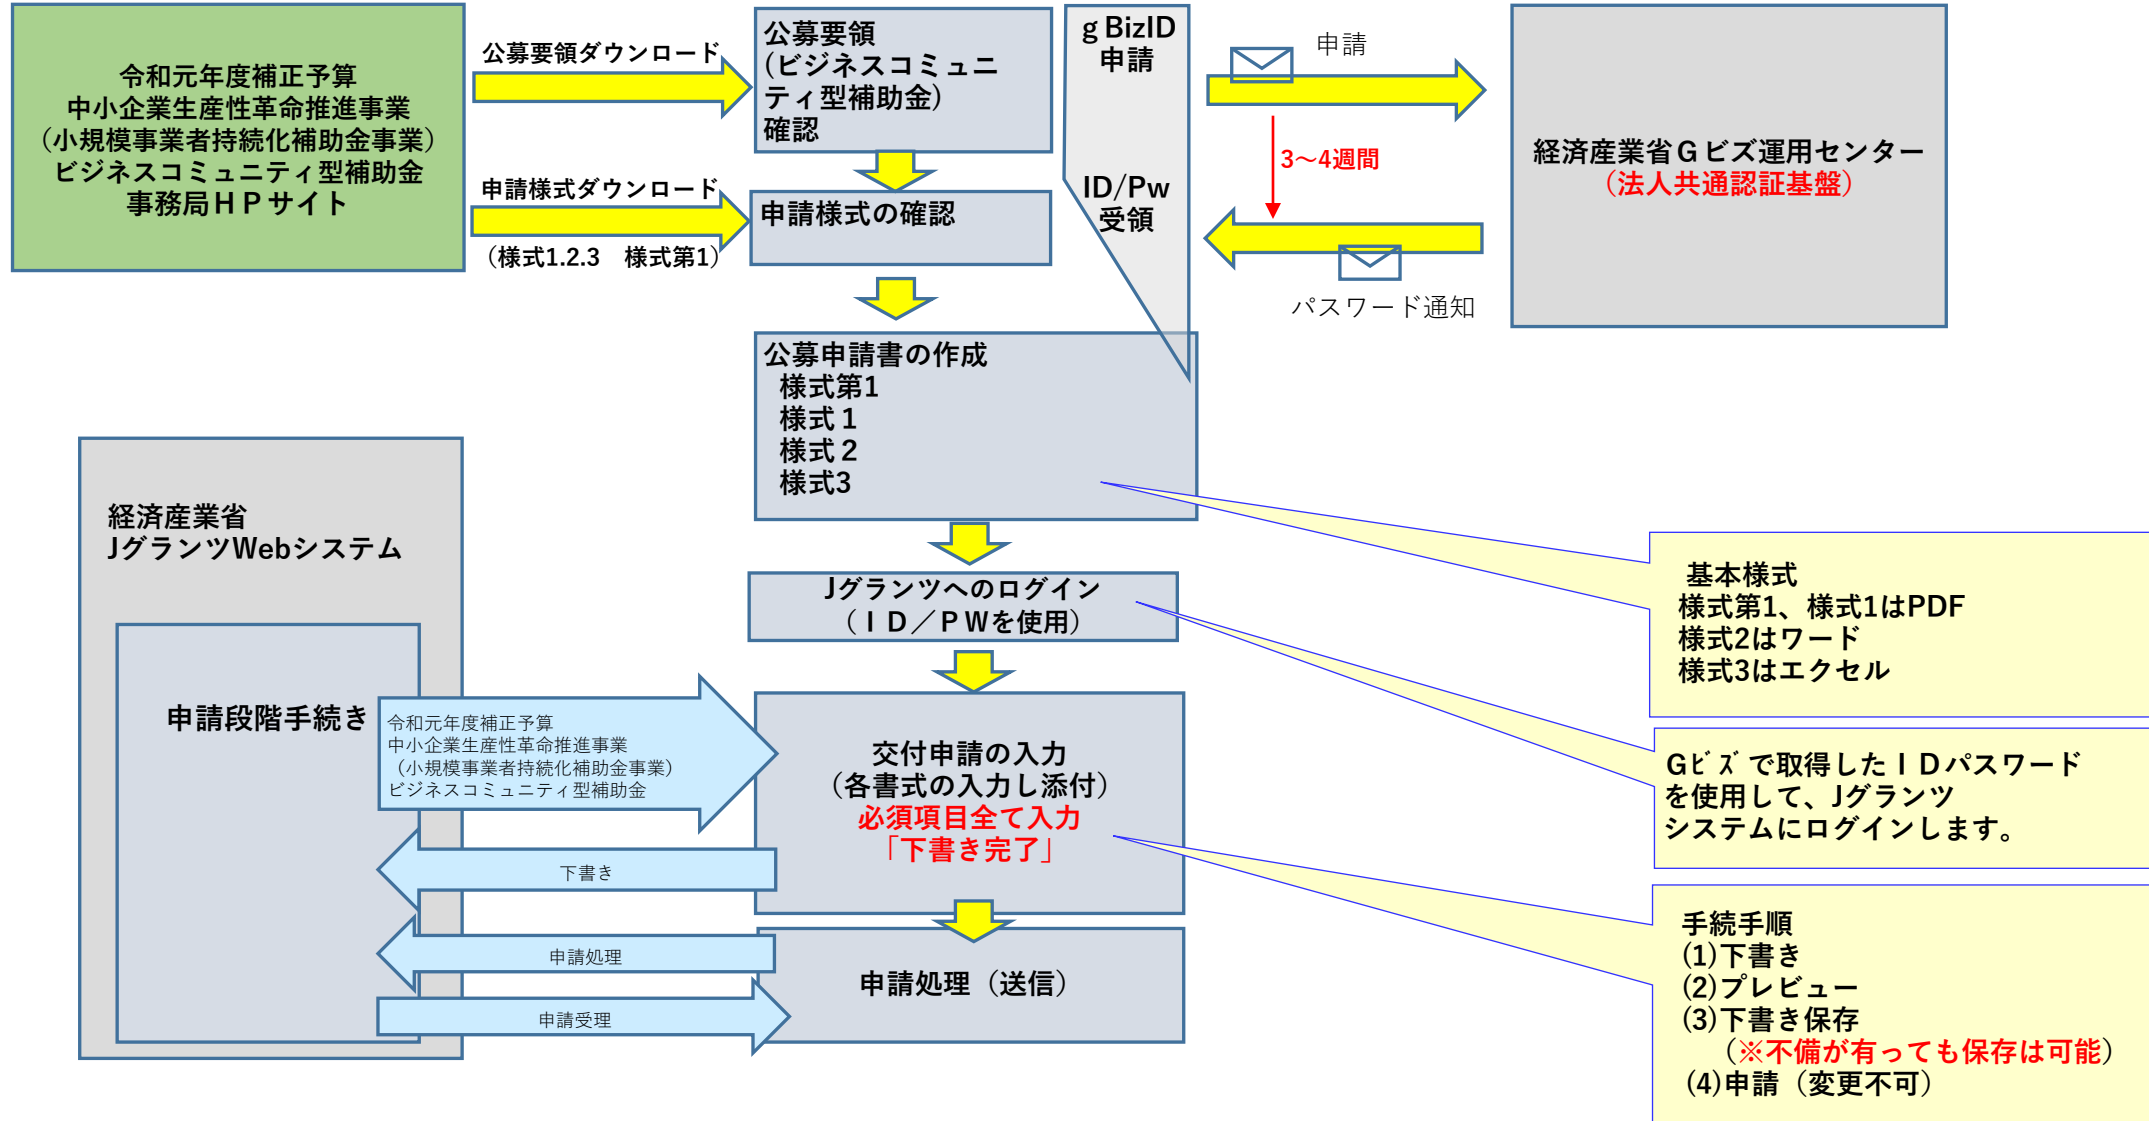 令和元年度補正予算
中小企業生産性革命推進事業
（小規模事業者持続化補助金事業）
ビジネスコミュニティ型補助金
事務局ＨＰサイト
公募要領ダウンロード
申請様式ダウンロード
（様式1.2.3　様式第1）
公募要領
（ビジネスコミュニ
ティ型補助金）
確認
申請様式の確認
g BizID
申請
ID/Pw
受領
申請
3～4週間
パスワード通知
経済産業省Ｇビズ運用センター
（法人共通認証基盤）
公募申請書の作成
様式第1
様式１
様式２
様式3
経済産業省
JグランツWebシステム
申請段階手続き
Jグランツへのログイン
（ＩＤ／ＰＷを使用）
令和元年度補正予算
中小企業生産性革命推進事業
（小規模事業者持続化補助金事業）
ビジネスコミュニティ型補助金
交付申請の入力
（各書式の入力し添付）
必須項目全て入力
「下書き完了」
下書き
申請処理
申請受理
申請処理（送信）
基本様式
様式第1、様式1はPDF
様式2はワード
様式3はエクセル
Gﾋﾞｽﾞで取得したＩＤパスワード
を使用して、Jグランツ
システムにログインします。
手続手順
(1)下書き
(2)プレビュー
(3)下書き保存
（※不備が有っても保存は可能）
(4)申請（変更不可）